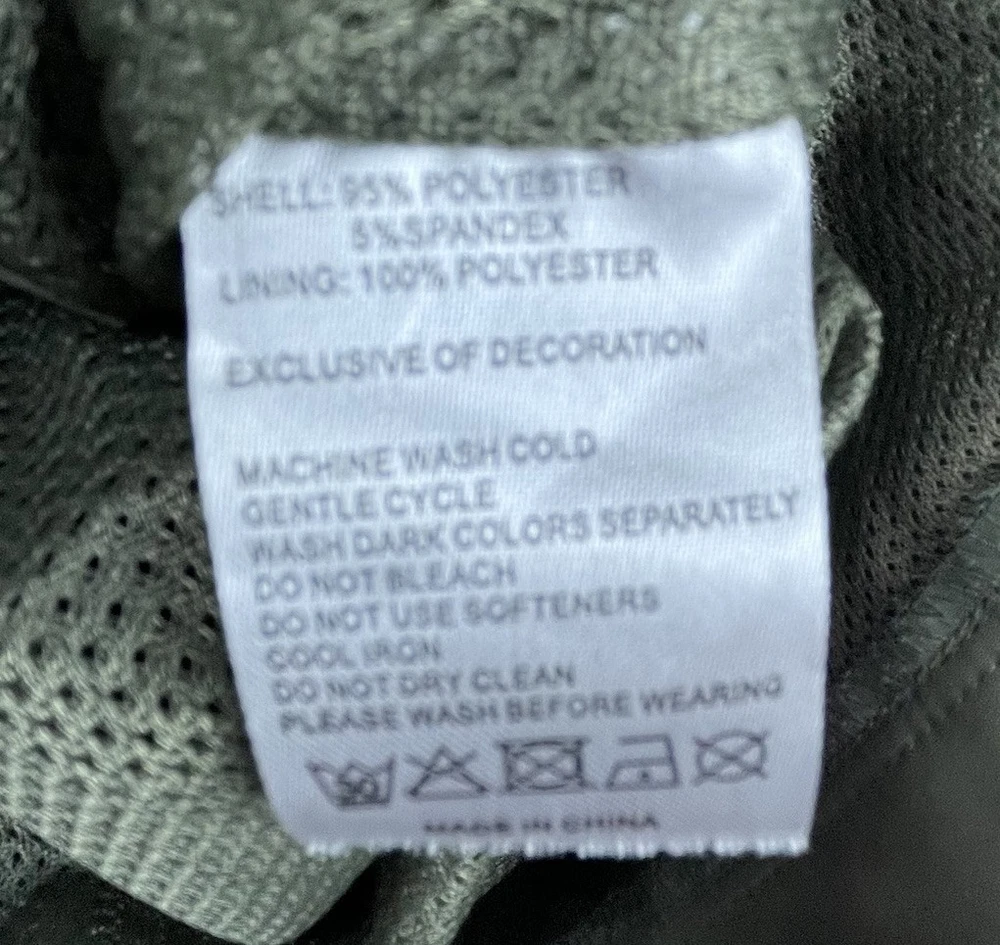 SHELL: 95% POLYESTER
5%SPANDEX
LINING: 100% POLYESTER
EXCLUSIVE OF DECORATION
MACHINE WASH COLD
GENTLE CYCLE
WASH DARK COLORS SEPARATELY
DO NOT BLEACH
DO NOT USE SOFTENERS
COOL IRON
DO NOT DRY CLEAN
PLEASE WASH BEFORE WEARING
MADE IN CHINA